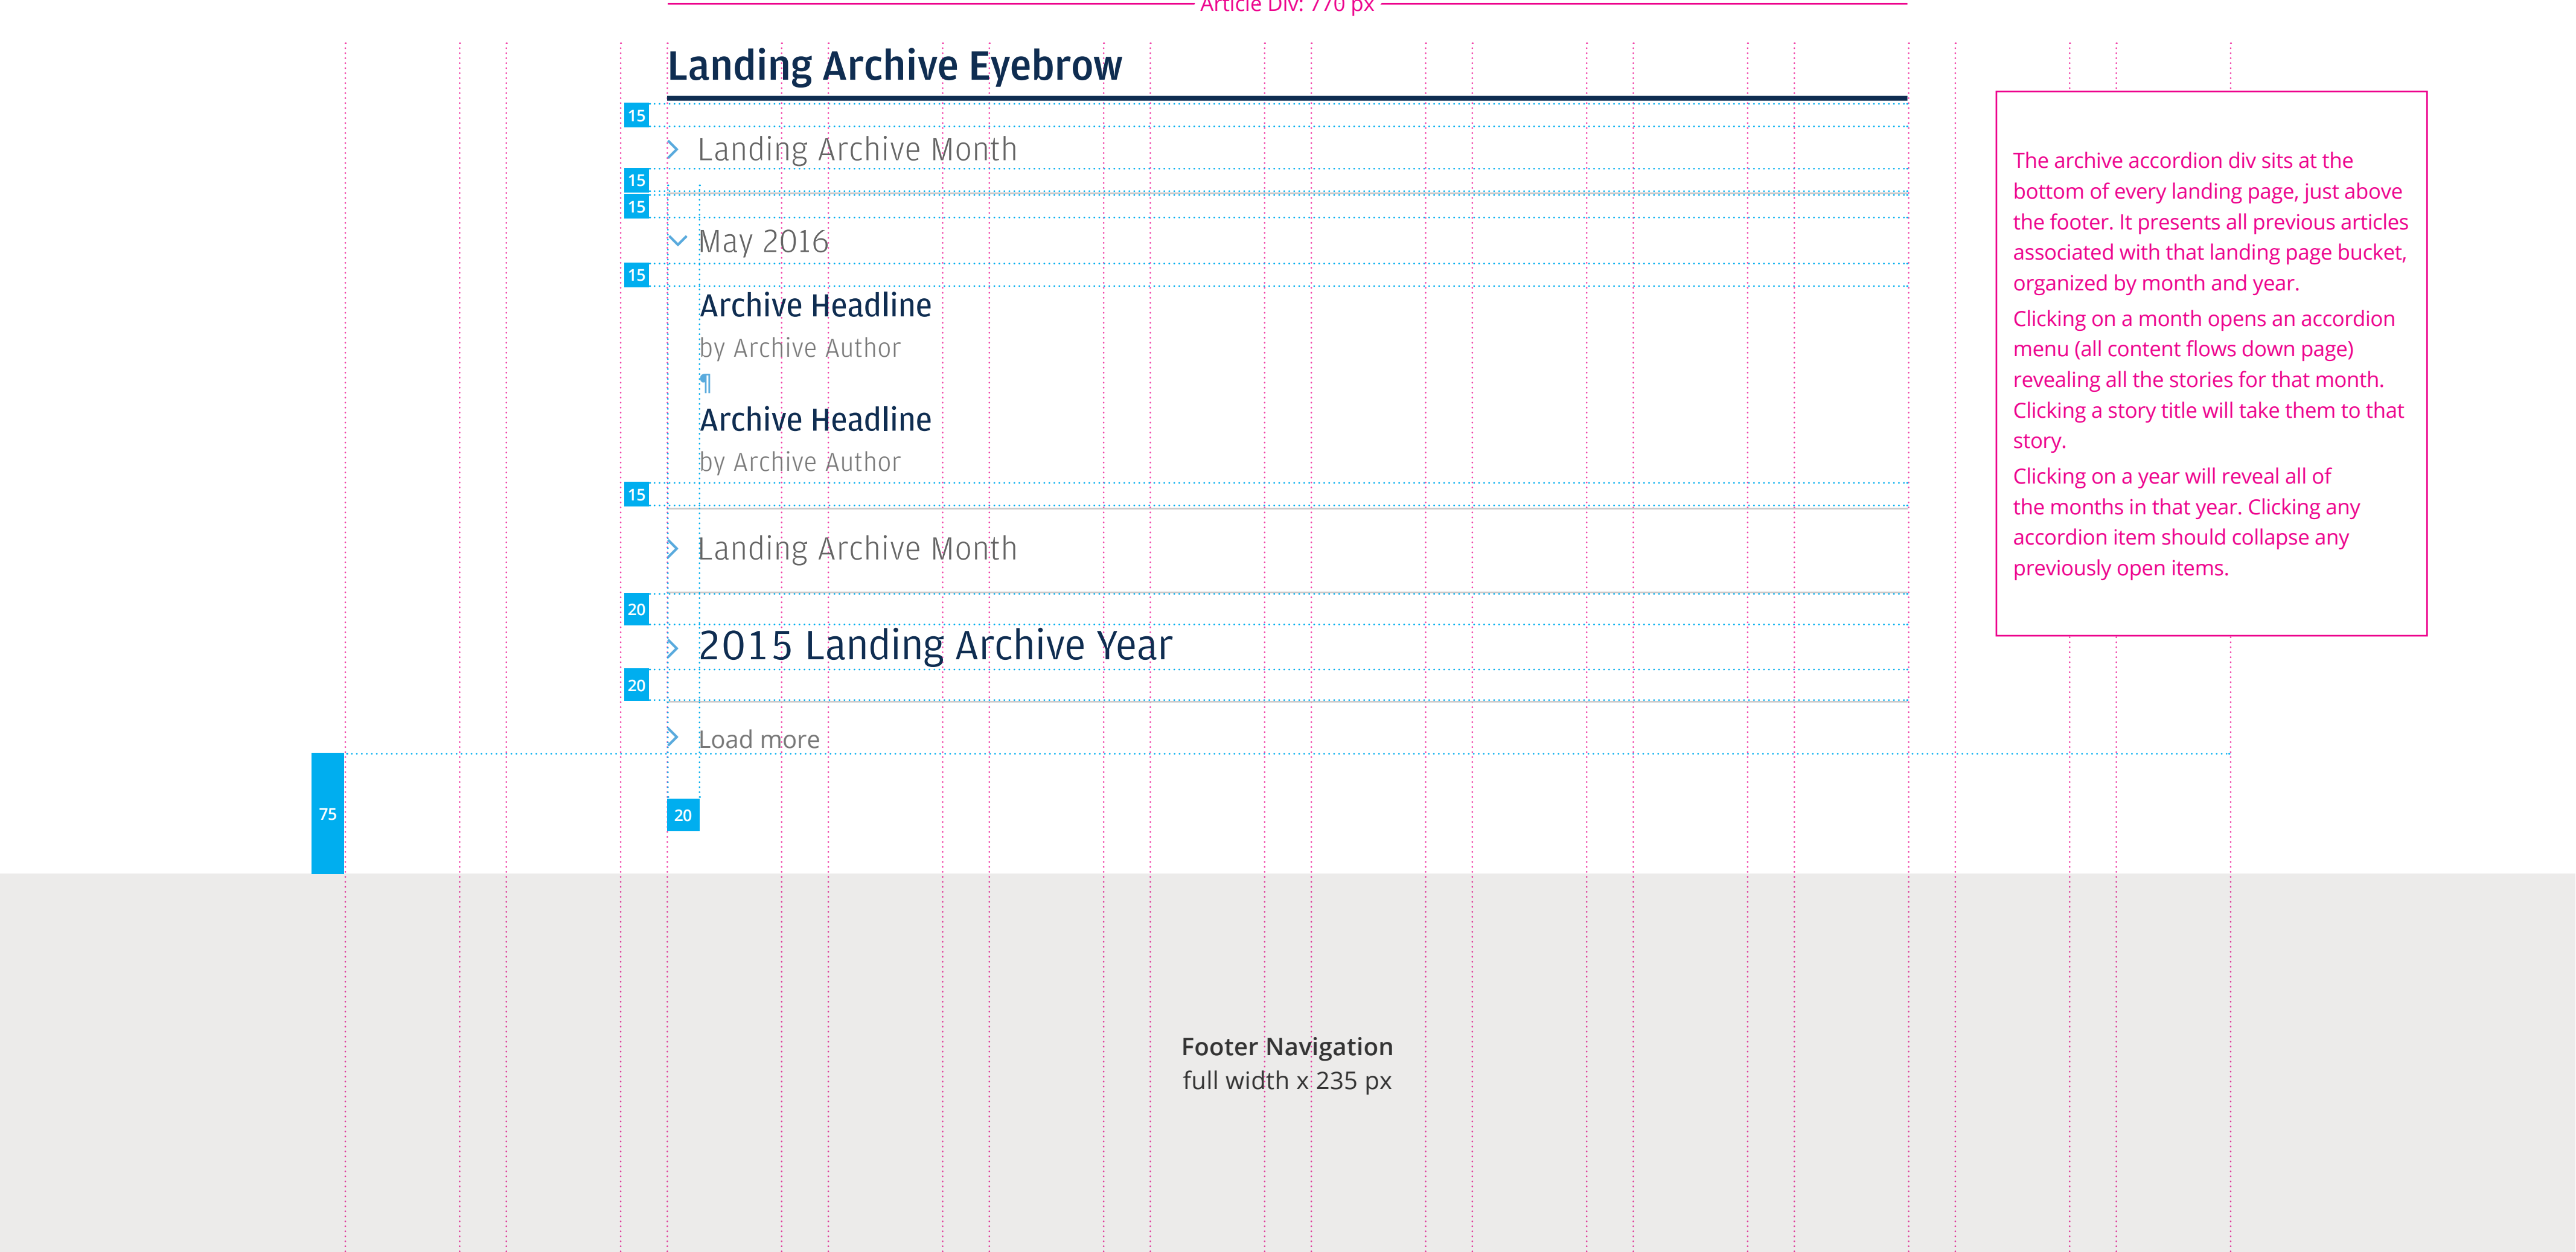 Article Div: 770 px
Landing Archive Eyebrow
15
Landing Archive Month
15
15
May 2016
15
Archive Headline
by Archive Author
¶
Archive Headline
by Archive Author
15
Landing Archive Month
20
2015 Landing Archive Year
20
Load more
75
20
The archive accordion div sits at the
bottom of every landing page, just above
the footer. It presents all previous articles
associated with that landing page bucket,
organized by month and year.
Clicking on a month opens an accordion
menu (all content flows down page)
revealing all the stories for that month.
Clicking a story title will take them to that
story.
Clicking on a year will reveal all of
the months in that year. Clicking any
accordion item should collapse any
previously open items.
Footer Navigation
full width x 235 px